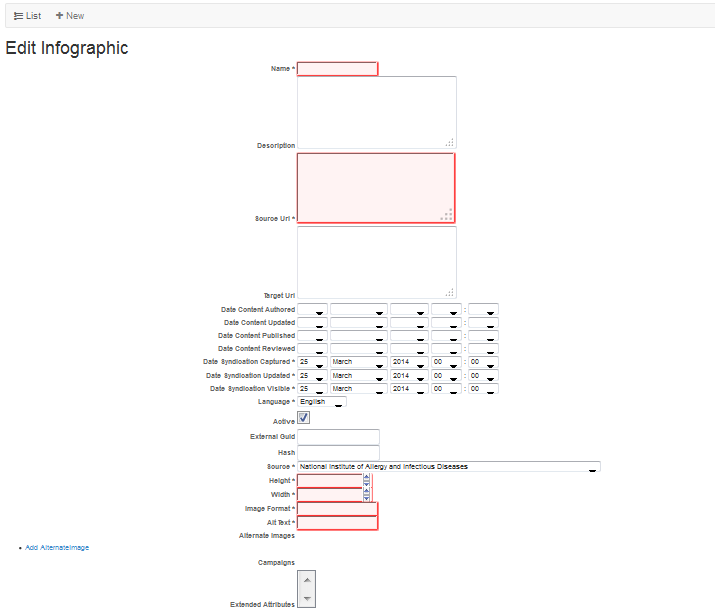 List New
Edit Infographic
Name *
Description
Source Url *
Target Url
Date Content Authored :
Date Content Updated :
Date Content Published :
Date Content Reviewed :
Date Syndication Captured * 25 March 2014 00 : 00
Date Syndication Updated * 25 March 2014 00 : 00
Date Syndication Visible * 25 March 2014 00 : 00
Language * English
Active
External Guid
Hash
Source * National Institute of Allergy and Infectious Diseases
Height *
Width *
Image Format *
Alt Text *
Alternate Images
• Add AlternateImage
Campaigns
Extended Attributes